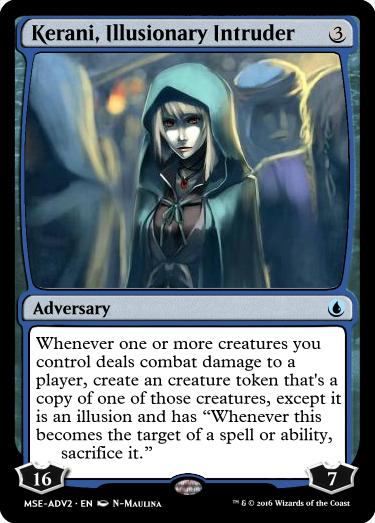 Kerani, Illusionary Intruder 3
Adversary
Whenever one or more creatures you
control deals combat damage to a
player, create an creature token that's a
copy of one of those creatures, except it
is an illusion and has “Whenever this
becomes the target of a spell or ability,
sacrifice it.”
16 7
MSE-ADV2 • EN N-Maulina ™ & © 2016 Wizards of the Coast